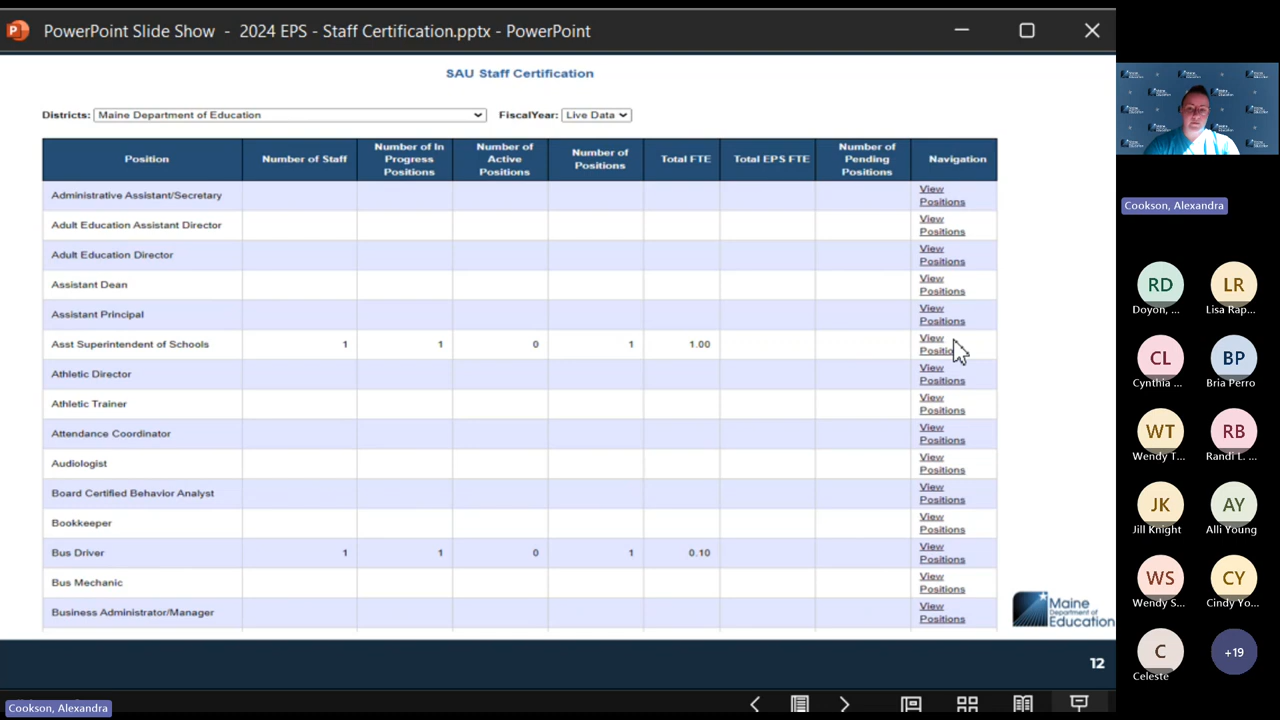 PowerPoint Slide Show - 2024 EPS - Staff Certification.pptx - PowerPoint
SAU Staff Certification
Districts: Maine Department of Education FiscalYear: Live Data
Position Number of Staff Number of In Progress Positions Number of Active Positions Number of Positions Total FTE Total EPS FTE Number of Pending Positions Navigation
Administrative Assistant/Secretary View Positions
Adult Education Assistant Director View Positions
Adult Education Director View Positions
Assistant Dean View Positions
Assistant Principal View Positions
Asst Superintendent of Schools 1 1 0 1 1.00 View
Athletic Director View Positions
Athletic Trainer View Positions
Attendance Coordinator View Positions
Audiologist View Positions
Board Certified Behavior Analyst View Positions
Bookkeeper View Positions
Bus Driver 1 1 0 1 0.10 View Positions
Bus Mechanic View Positions
Business Administrator/Manager View Positions
Maine
Department of
Education
12
Cookson, Alexandra
Cookson, Alexandra
RD LR
Doyon, ... Lisa Rap...
CL BP
Cynthia ... Bria Perro
WT RB
Wendy T... Randi L. ...
JK AY
Jill Knight Alli Young
WS CY
Wendy S... Cindy Yo...
C +19
Celeste